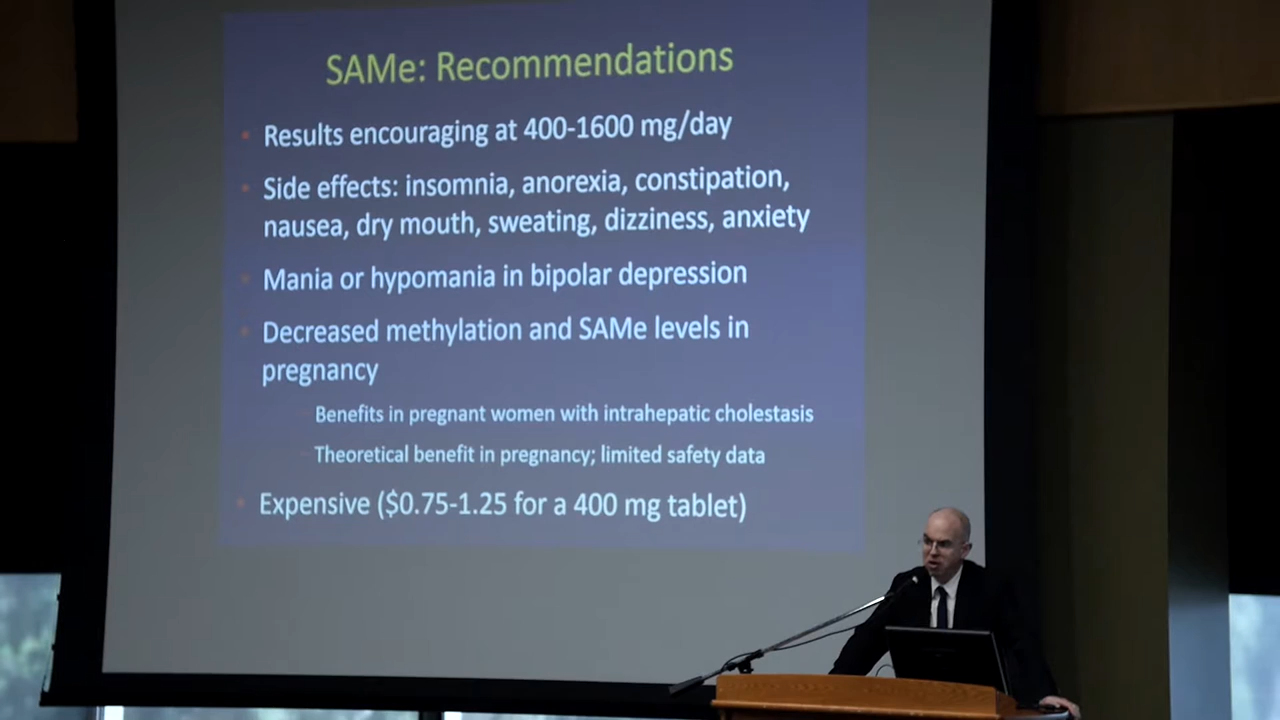 SAMe: Recommendations
Results encouraging at 400-1600 mg/day
Side effects: insomnia, anorexia, constipation,
nausea, dry mouth, sweating, dizziness, anxiety
Mania or hypomania in bipolar depression
Decreased methylation and SAMe levels in
pregnancy
Benefits in pregnant women with intrahepatic cholestasis
Theoretical benefit in pregnancy; limited safety data
Expensive ($0.75-1.25 for a 400 mg tablet)